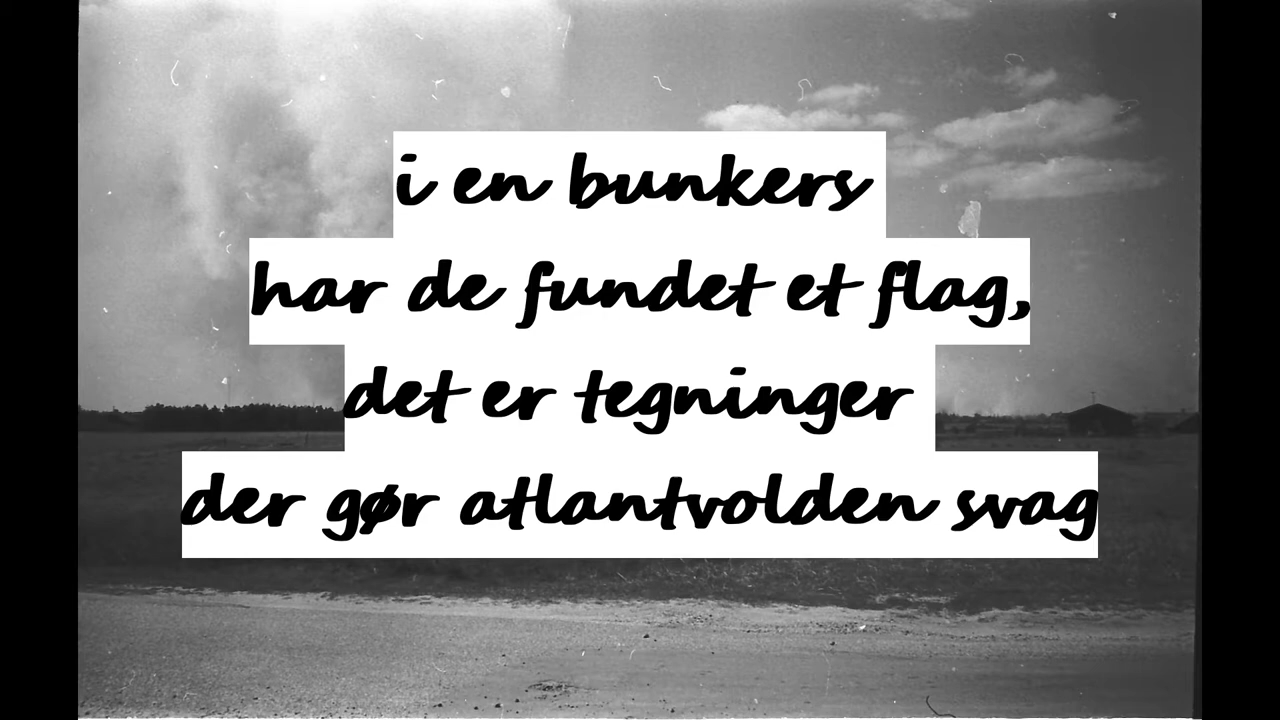 i en bunkers
har de fundet et flag,
det er tegninger
der gør atlantvolden svag